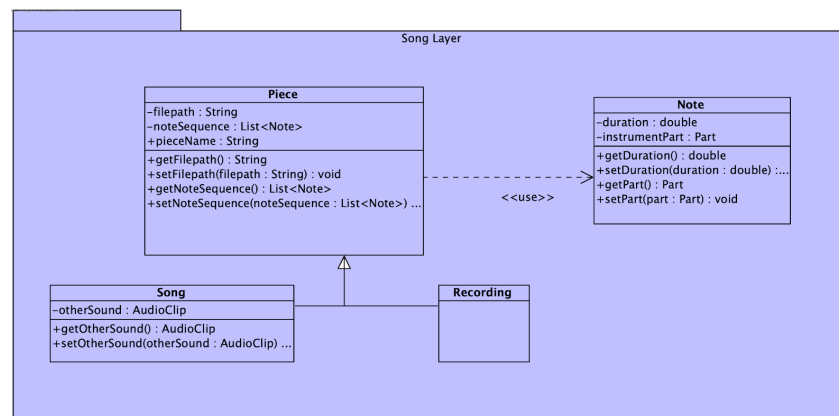 Song Layer
Piece
-filepath : String
-noteSequence : List<Note>
+pieceName : String
+getFilepath() : String
+setFilepath(filepath : String) : void
+getNoteSequence() : List<Note>
+setNoteSequence(noteSequence : List<Note>) ...
Note
-duration : double
-instrumentPart : Part
+getDuration() : double
+setDuration(duration : double) :...
+getPart() : Part
+setPart(part : Part) : void
<<use>>
Song
-otherSound : AudioClip
+getOtherSound() : AudioClip
+setOtherSound(otherSound : AudioClip) ...
Recording